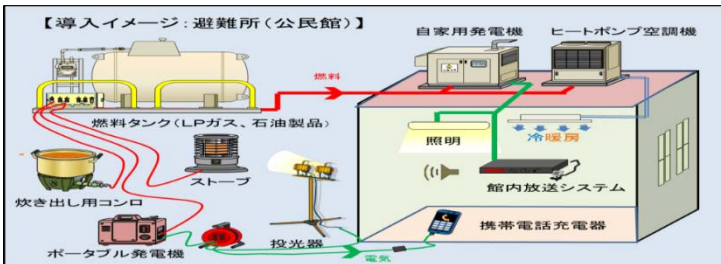 【導入イメージ：避難所(公民館)】
自家用発電機
ヒートポンプ空調機
燃料
燃料タンク(LPガス、石油製品)
照明
冷暖房
炊き出し用コンロ
ストーブ
館内放送システム
ポータブル発電機
投光器
携帯電話充電器
電気